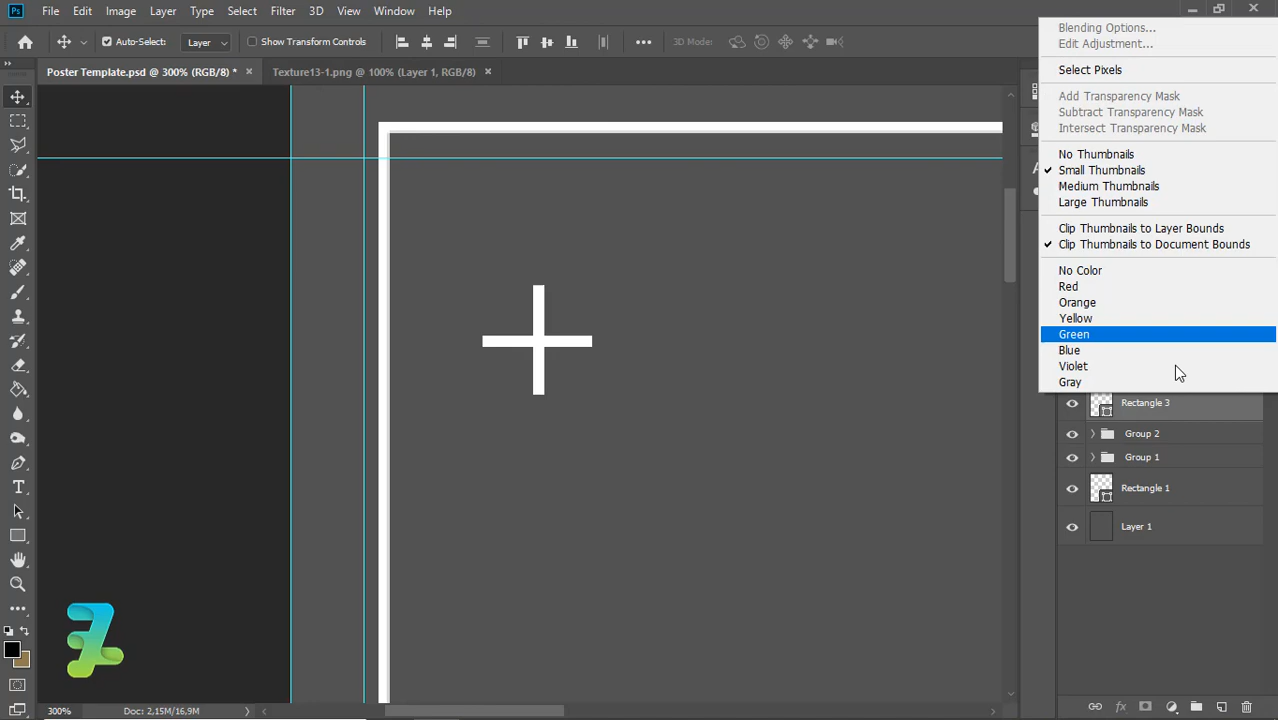 Ps File Edit Image Layer Type Select Filter 3D View Window Help
Auto-Select: Layer Show Transform Controls 3D Mode:
Poster Template.psd @ 300% (RGB/8) * × Texture13-1.png @ 100% (Layer 1, RGB/8) ×
Blending Options...
Edit Adjustment...
Select Pixels
Add Transparency Mask
Subtract Transparency Mask
Intersect Transparency Mask
No Thumbnails
Small Thumbnails
Medium Thumbnails
Large Thumbnails
Clip Thumbnails to Layer Bounds
Clip Thumbnails to Document Bounds
No Color
Red
Orange
Yellow
Green
Blue
Violet
Gray
Rectangle 3
Group 2
Group 1
Rectangle 1
Layer 1
300% Doc: 2,15M/16,9M
fx